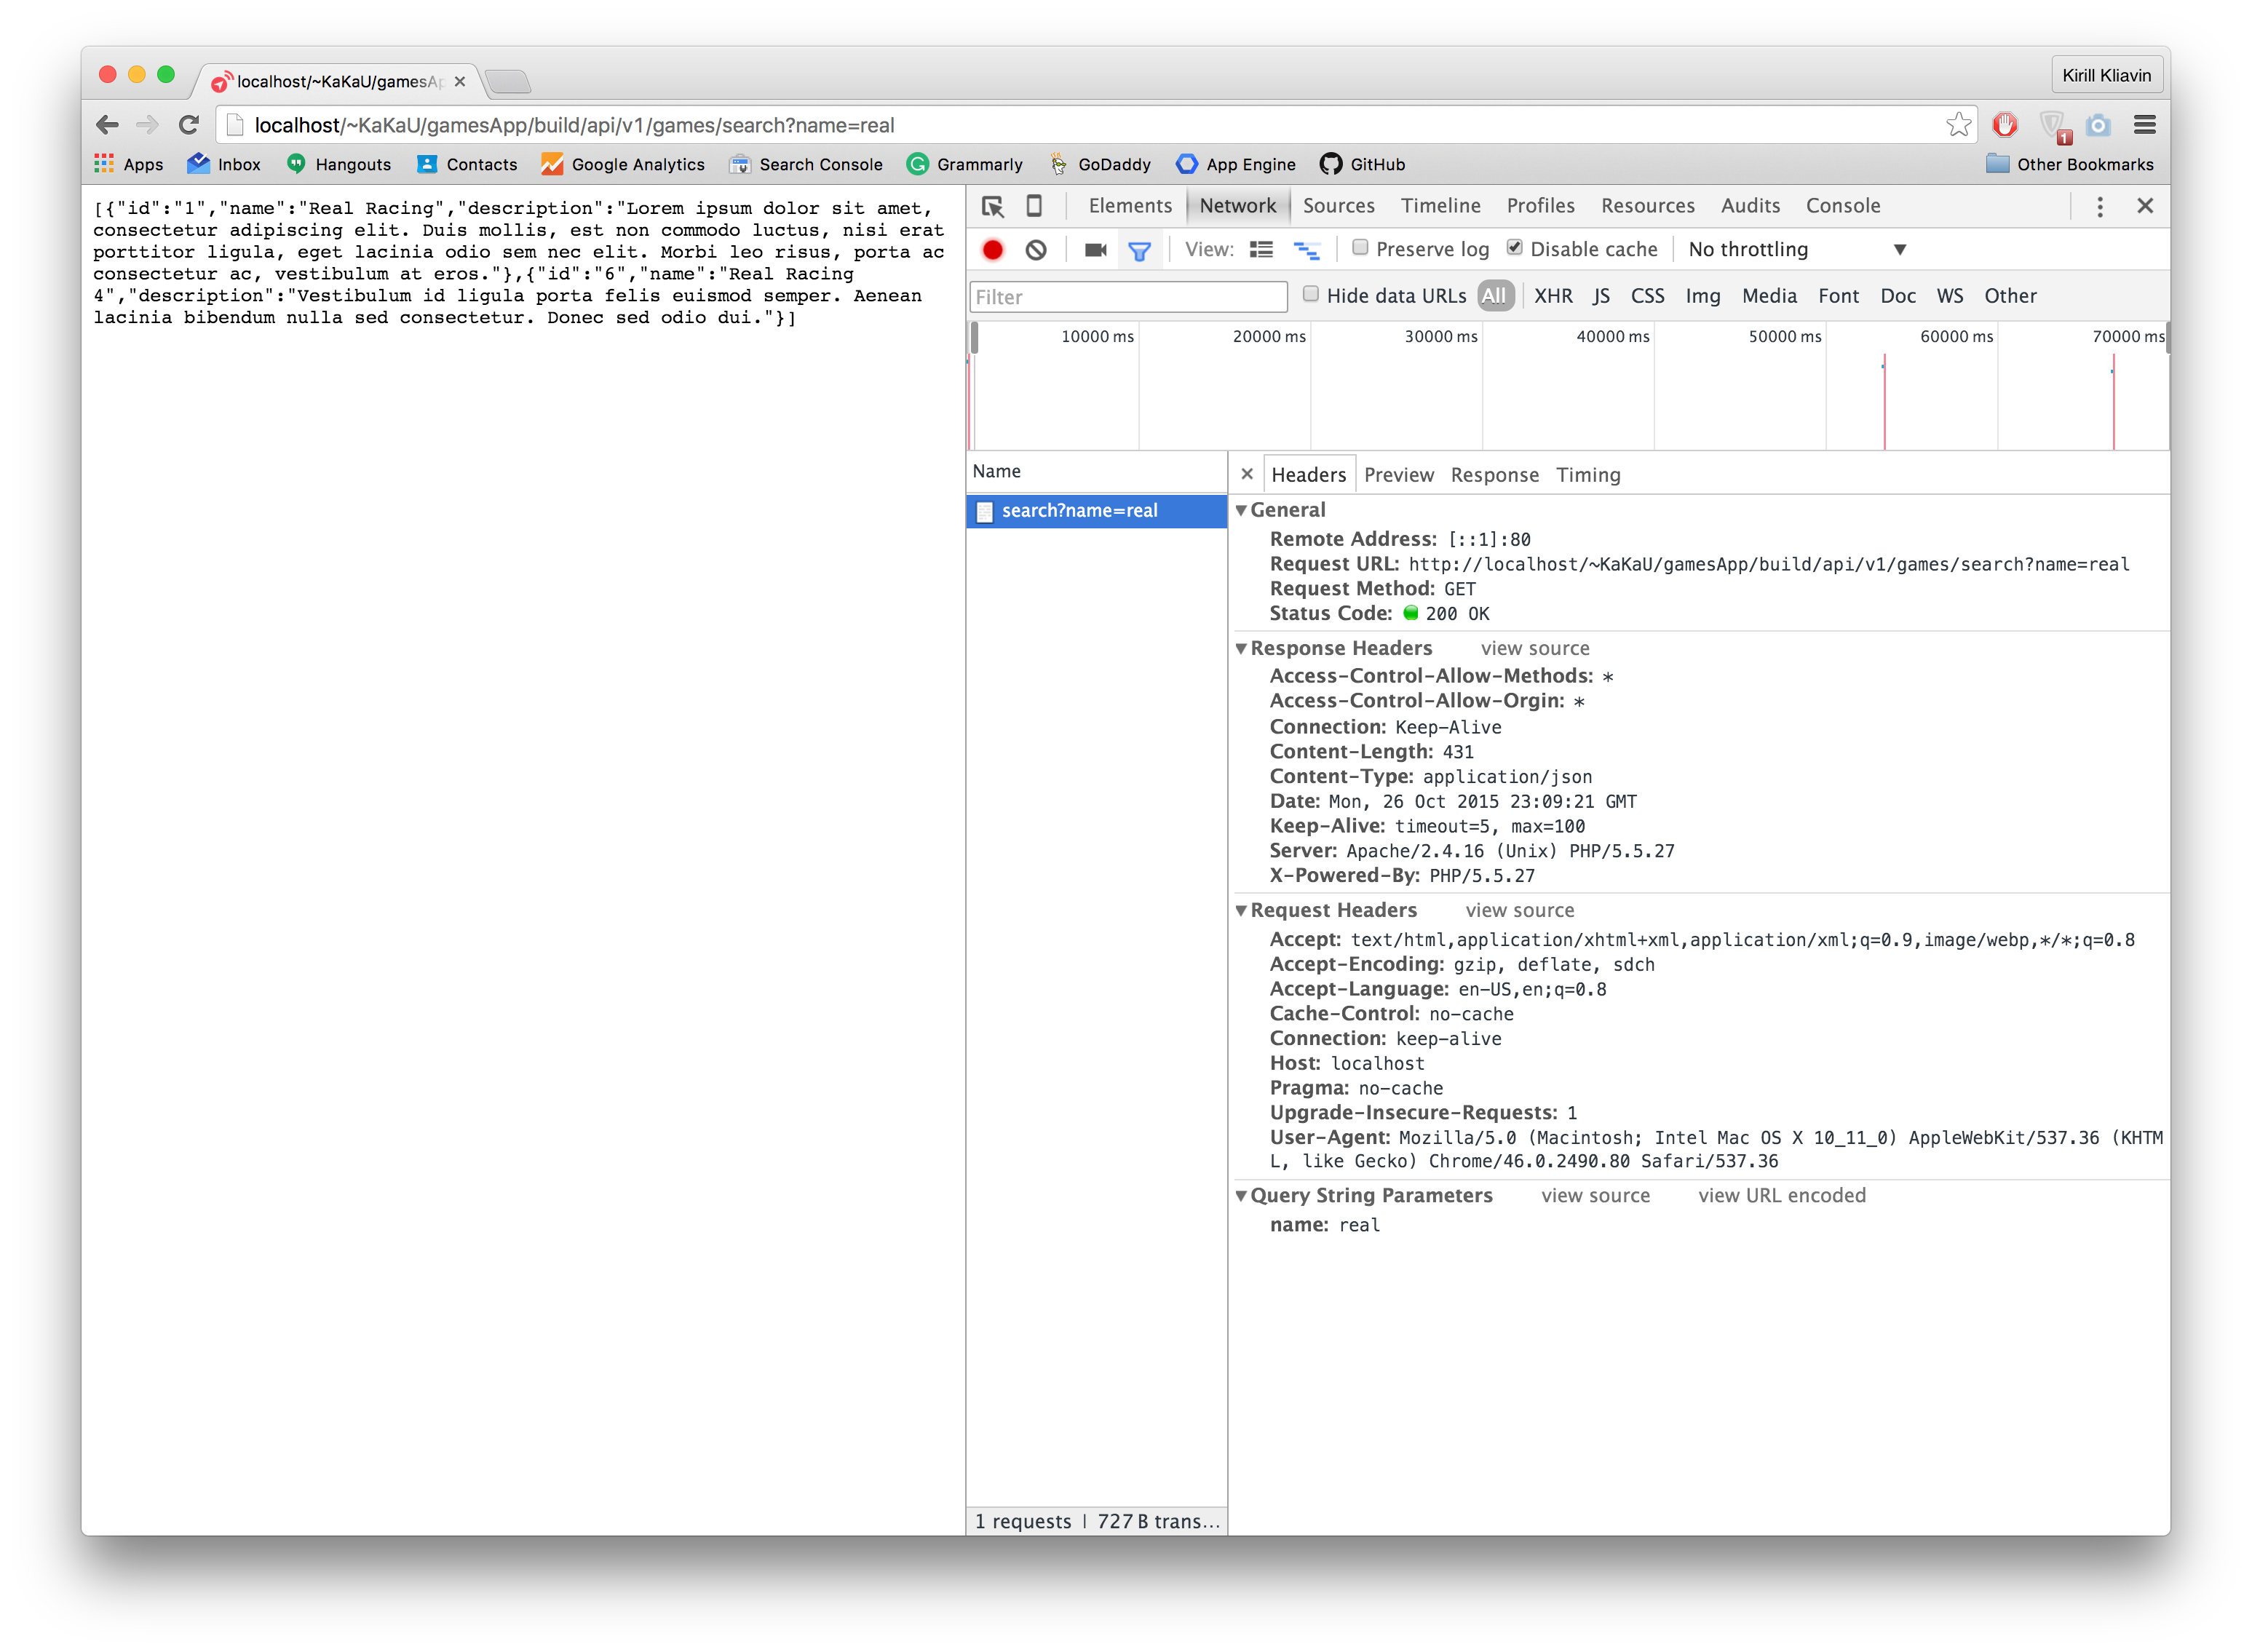 localhost/~KaKaU/gamesAp
Kirill Kliavin
localhost/~KaKaU/gamesApp/build/api/v1/games/search?name=real
1
Apps Inbox Hangouts Contacts Google Analytics Search Console Grammarly GoDaddy App Engine GitHub Other Bookmarks
[{"id":"1","name":"Real Racing","description":"Lorem ipsum dolor sit amet,
consectetur adipiscing elit. Duis mollis, est non commodo luctus, nisi erat
porttitor ligula, eget lacinia odio sem nec elit. Morbi leo risus, porta ac
consectetur ac, vestibulum at eros."},{"id":"6","name":"Real Racing
4","description":"Vestibulum id ligula porta felis euismod semper. Aenean
lacinia bibendum nulla sed consectetur. Donec sed odio dui."}]
Elements Network Sources Timeline Profiles Resources Audits Console
View: Preserve log Disable cache No throttling
Filter Hide data URLs All XHR JS CSS Img Media Font Doc WS Other
10000 ms 20000 ms 30000 ms 40000 ms 50000 ms 60000 ms 70000 ms
Name
search?name=real
1 requests | 727 B trans...
Headers Preview Response Timing
General
Remote Address: [::1]:80
Request URL: http://localhost/~KaKaU/gamesApp/build/api/v1/games/search?name=real
Request Method: GET
Status Code: 200 OK
Response Headers view source
Access-Control-Allow-Methods: *
Access-Control-Allow-Orgin: *
Connection: Keep-Alive
Content-Length: 431
Content-Type: application/json
Date: Mon, 26 Oct 2015 23:09:21 GMT
Keep-Alive: timeout=5, max=100
Server: Apache/2.4.16 (Unix) PHP/5.5.27
X-Powered-By: PHP/5.5.27
Request Headers view source
Accept: text/html,application/xhtml+xml,application/xml;q=0.9,image/webp,*/*;q=0.8
Accept-Encoding: gzip, deflate, sdch
Accept-Language: en-US,en;q=0.8
Cache-Control: no-cache
Connection: keep-alive
Host: localhost
Pragma: no-cache
Upgrade-Insecure-Requests: 1
User-Agent: Mozilla/5.0 (Macintosh; Intel Mac OS X 10_11_0) AppleWebKit/537.36 (KHTM
L, like Gecko) Chrome/46.0.2490.80 Safari/537.36
Query String Parameters view source view URL encoded
name: real